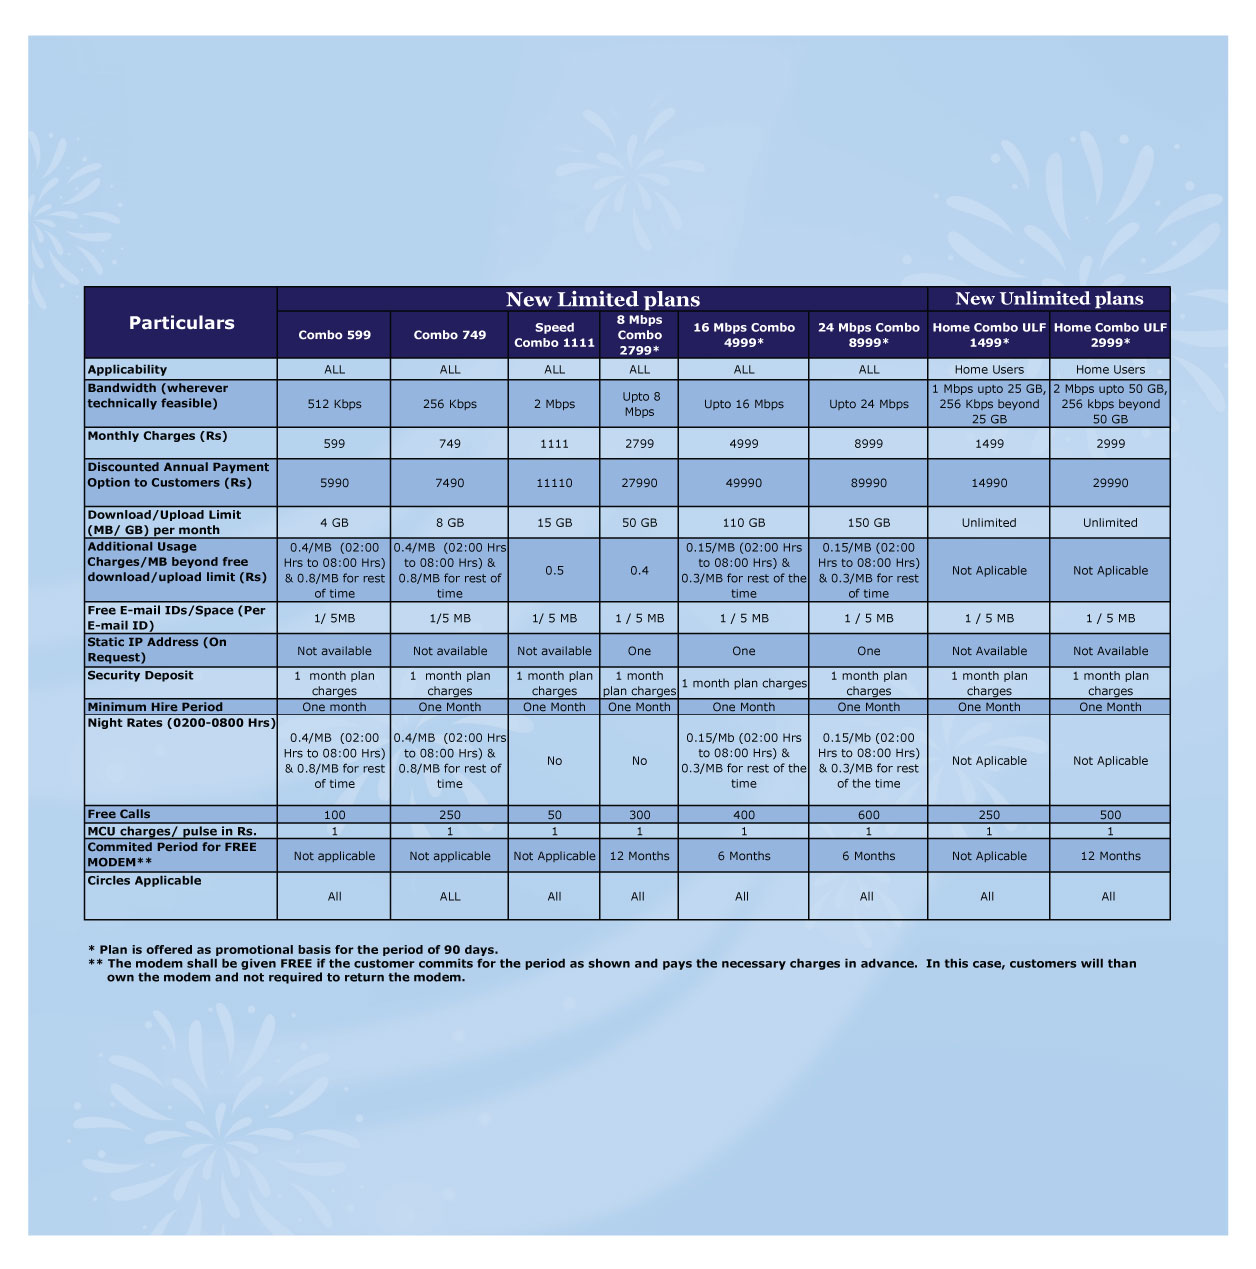 Particulars
New Limited plans
New Unlimited plans
Combo 599
Combo 749
Speed
Combo 1111
8 Mbps
Combo
2799*
16 Mbps Combo
4999*
24 Mbps Combo
8999*
Home Combo ULF
1499*
Home Combo ULF
2999*
Applicability
ALL
ALL
ALL
ALL
ALL
ALL
Home Users
Home Users
Bandwidth (wherever
technically feasible)
512 Kbps
256 Kbps
2 Mbps
Upto 8
Mbps
Upto 16 Mbps
Upto 24 Mbps
1 Mbps upto 25 GB,
256 Kbps beyond
25 GB
2 Mbps upto 50 GB,
256 kbps beyond
50 GB
Monthly Charges (Rs)
599
749
1111
2799
4999
8999
1499
2999
Discounted Annual Payment
Option to Customers (Rs)
5990
7490
11110
27990
49990
89990
14990
29990
Download/Upload Limit
(MB/ GB) per month
4 GB
8 GB
15 GB
50 GB
110 GB
150 GB
Unlimited
Unlimited
Additional Usage
Charges/MB beyond free
download/upload limit (Rs)
0.4/MB (02:00
Hrs to 08:00 Hrs)
& 0.8/MB for rest
of time
0.4/MB (02:00 Hrs
to 08:00 Hrs) &
0.8/MB for rest of
time
0.5
0.4
0.15/MB (02:00 Hrs
to 08:00 Hrs) &
0.3/MB for rest of the
time
0.15/MB (02:00
Hrs to 08:00 Hrs)
& 0.3/MB for rest
of time
Not Aplicable
Not Aplicable
Free E-mail IDs/Space (Per
E-mail ID)
1/ 5MB
1/5 MB
1/ 5 MB
1 / 5 MB
1 / 5 MB
1 / 5 MB
1 / 5 MB
1 / 5 MB
Static IP Address (On
Request)
Not available
Not available
Not available
One
One
One
Not Available
Not Available
Security Deposit
1 month plan
charges
1 month plan
charges
1 month plan
charges
1 month
plan charges
1 month plan charges
1 month plan
charges
1 month plan
charges
1 month plan
charges
Minimum Hire Period
One month
One Month
One Month
One Month
One Month
One Month
One Month
One Month
Night Rates (0200-0800 Hrs)
0.4/MB (02:00
Hrs to 08:00 Hrs)
& 0.8/MB for rest
of time
0.4/MB (02:00 Hrs
to 08:00 Hrs) &
0.8/MB for rest of
time
No
No
0.15/Mb (02:00 Hrs
to 08:00 Hrs) &
0.3/MB for rest of the
time
0.15/Mb (02:00
Hrs to 08:00 Hrs)
& 0.3/MB for rest
of the time
Not Aplicable
Not Aplicable
Free Calls
100
250
50
300
400
600
250
500
MCU charges/ pulse in Rs.
1
1
1
1
1
1
1
1
Commited Period for FREE
MODEM**
Not applicable
Not applicable
Not Applicable
12 Months
6 Months
6 Months
Not Aplicable
12 Months
Circles Applicable
All
ALL
All
All
All
All
All
All
* Plan is offered as promotional basis for the period of 90 days.
** The modem shall be given FREE if the customer commits for the period as shown and pays the necessary charges in advance. In this case, customers will than
own the modem and not required to return the modem.